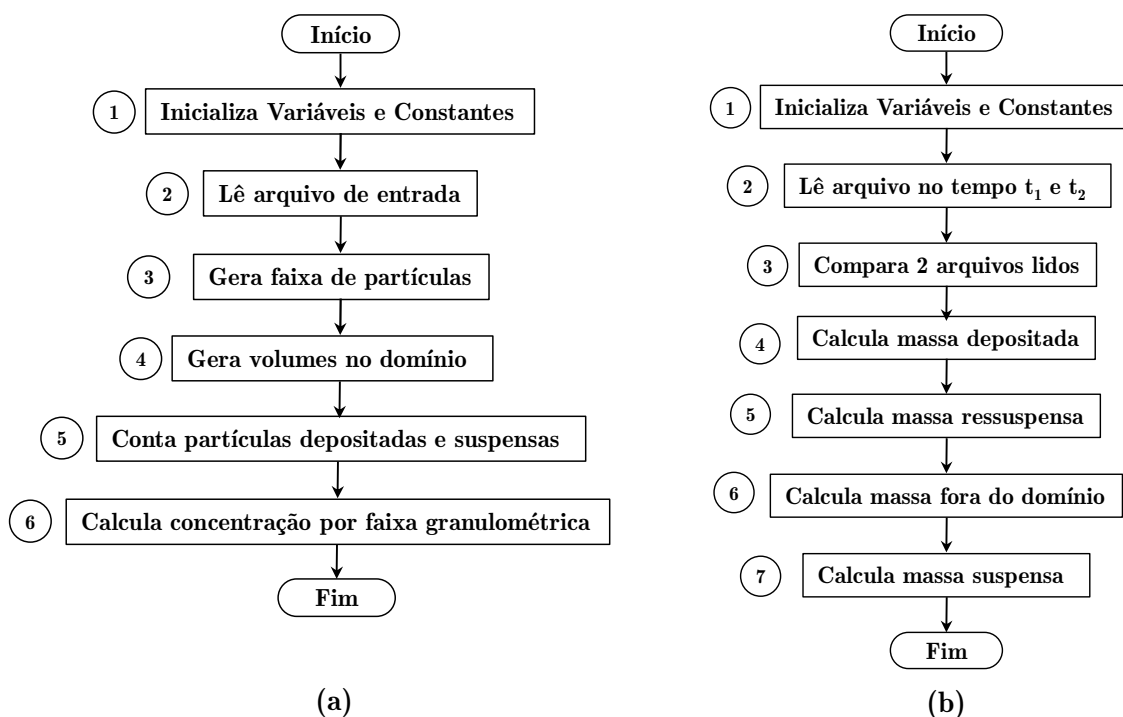 Início
1
Inicializa Variáveis e Constantes
2
Lê arquivo de entrada
3
Gera faixa de partículas
4
Gera volumes no domínio
5
Conta partículas depositadas e suspensas
6
Calcula concentração por faixa granulométrica
Fim
(a)
Início
1
Inicializa Variáveis e Constantes
2
Lê arquivo no tempo t₁ e t₂
3
Compara 2 arquivos lidos
4
Calcula massa depositada
5
Calcula massa ressuspensa
6
Calcula massa fora do domínio
7
Calcula massa suspensa
Fim
(b)